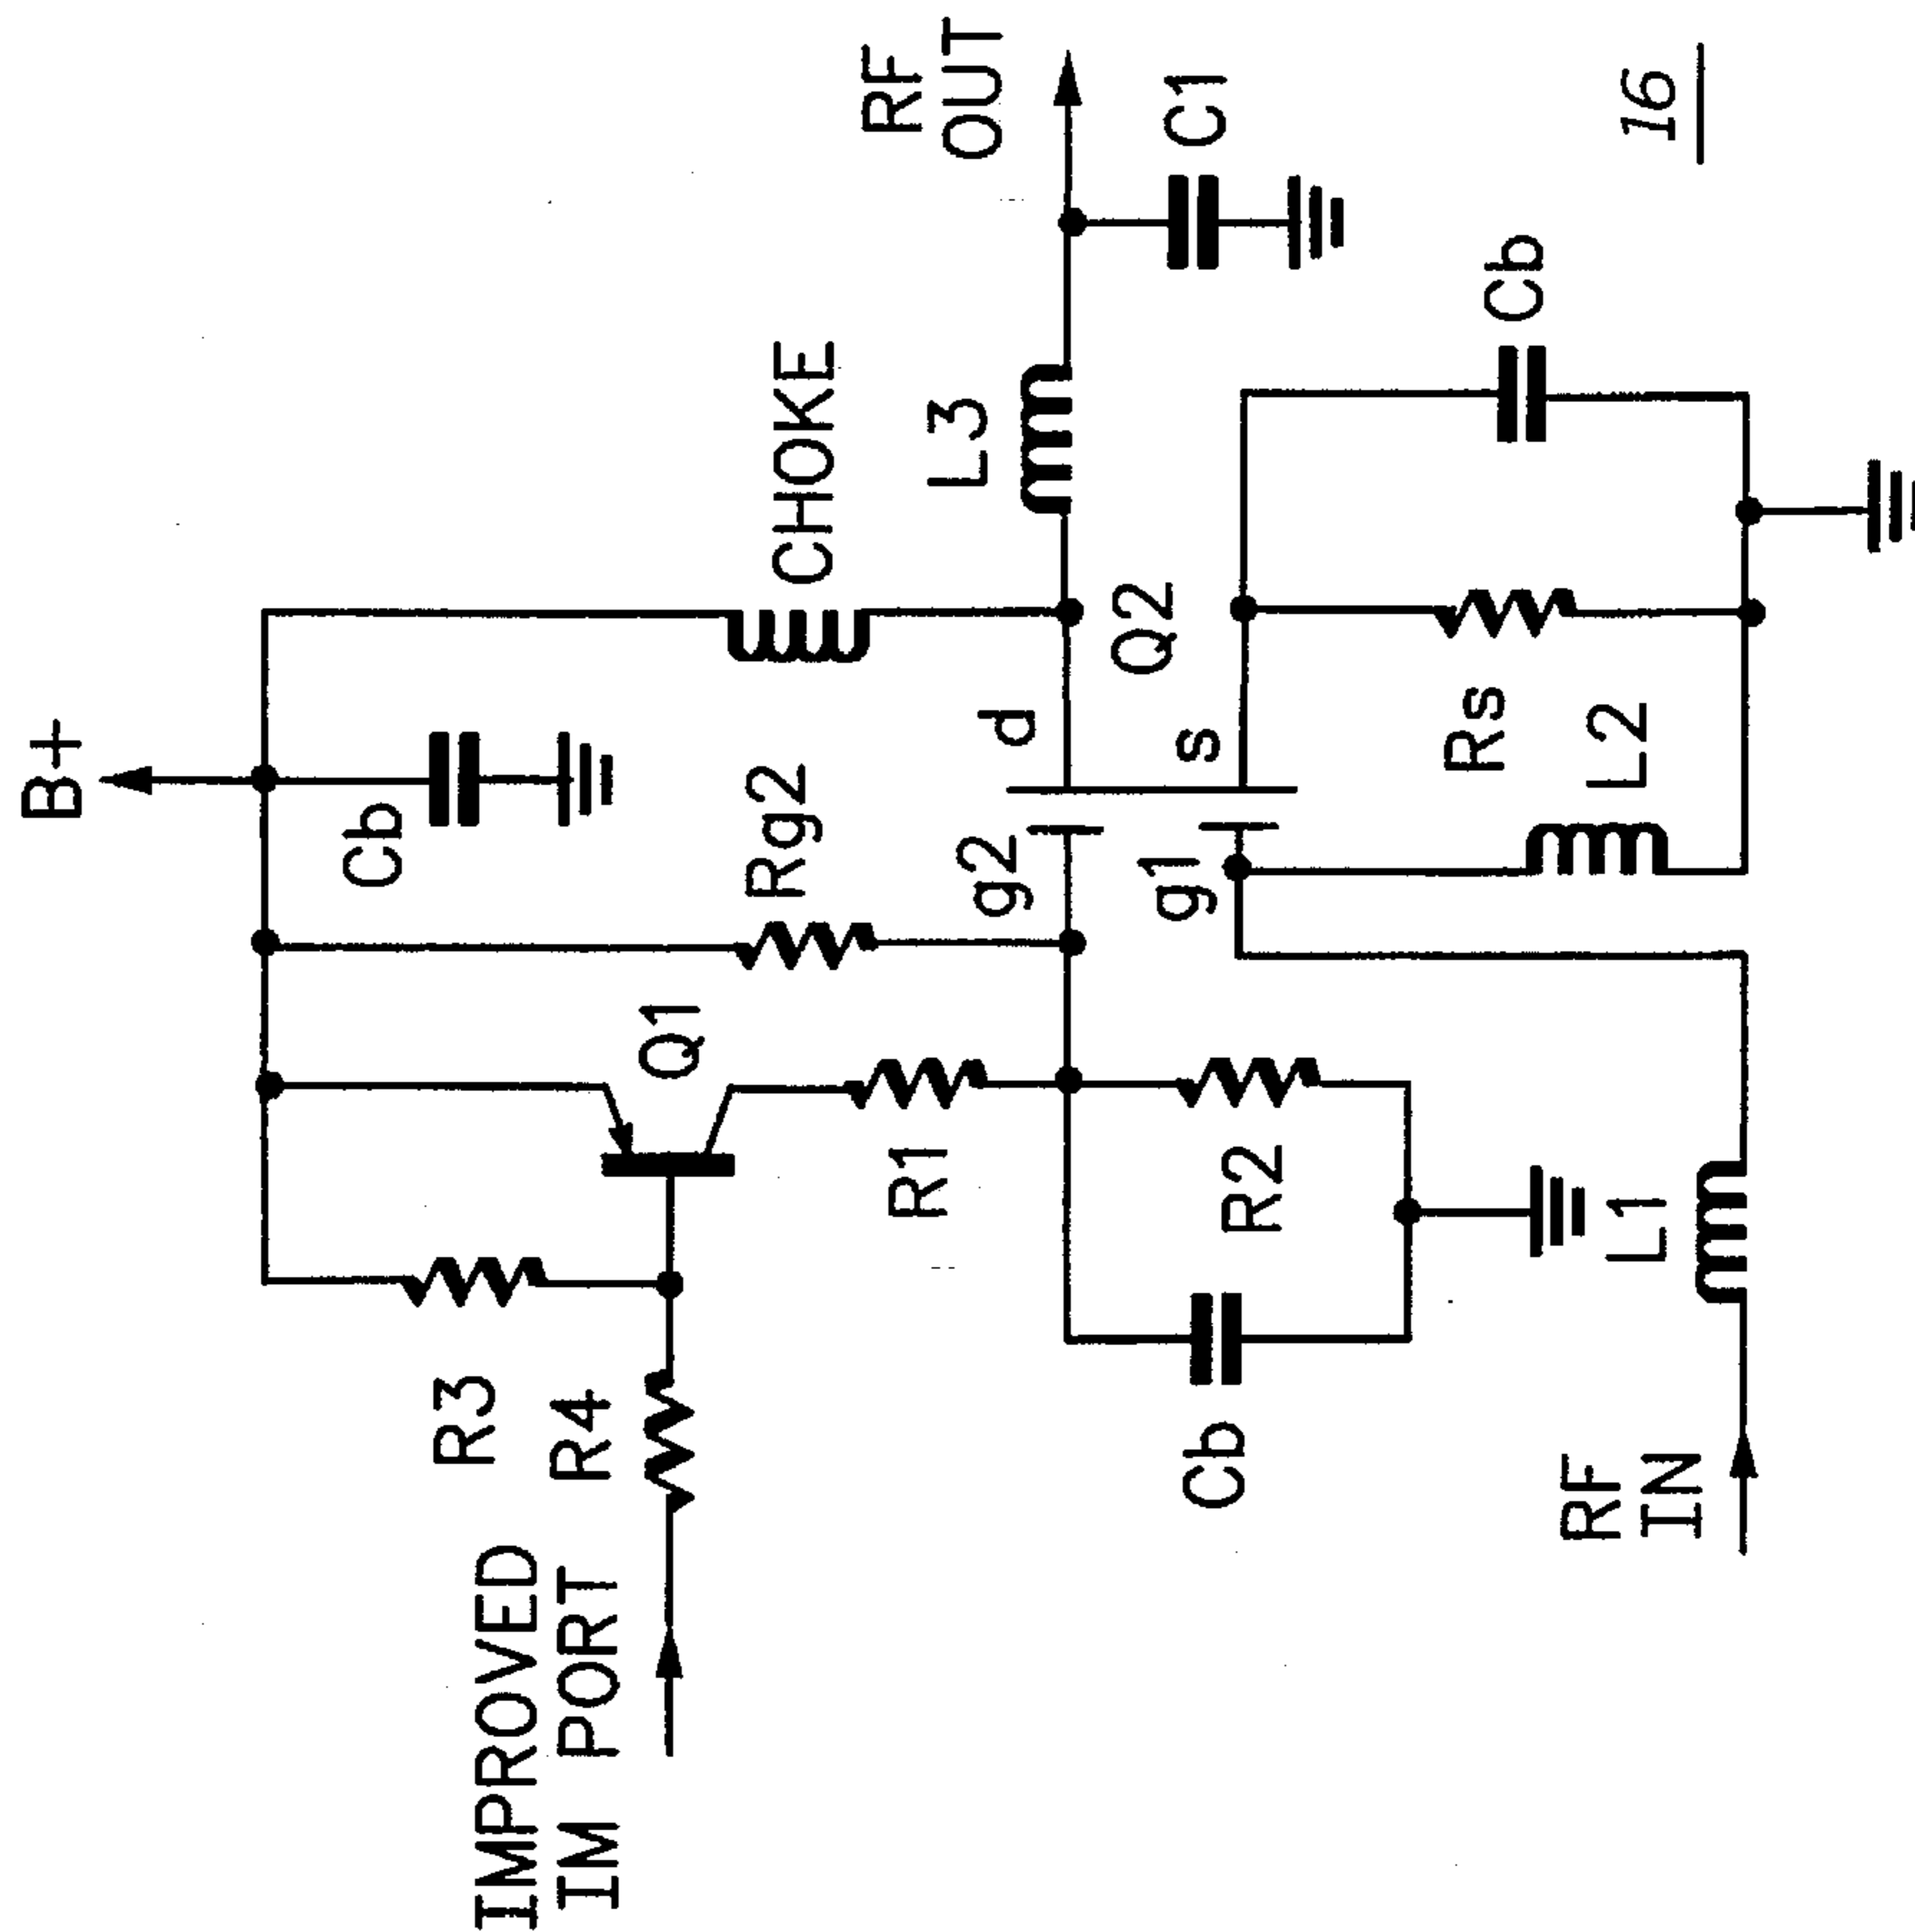 B+
Cb
CHOKE
RF
OUT
L3
C1
Rg2
Q1
R3
R4
IMPROVED
IM PORT
R1
g2
d
Q2
s
g1
R2
Cb
Rs
L2
Cb
L1
RF
IN
16